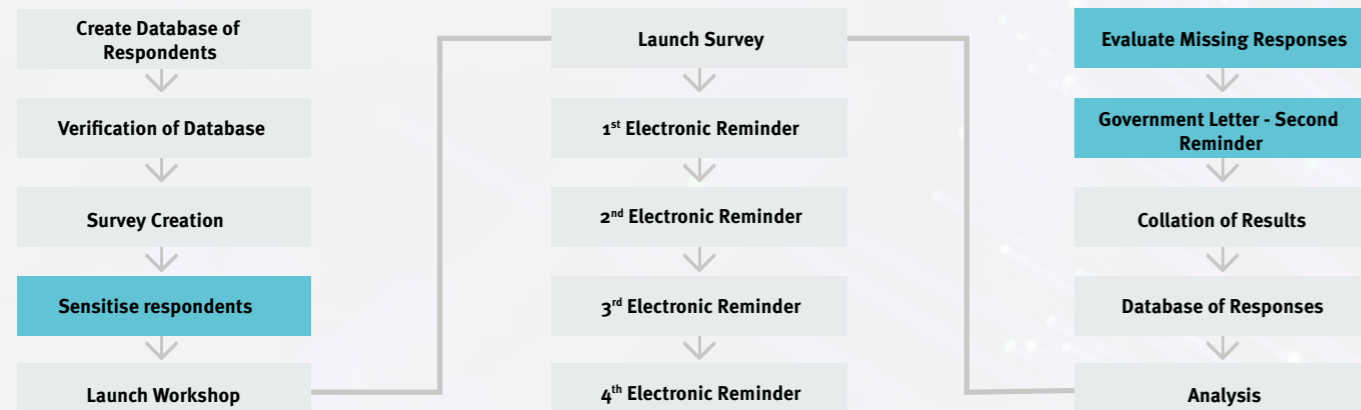 Create Database of
Respondents
Verification of Database
Survey Creation
Sensitise respondents
Launch Workshop
Launch Survey
1st Electronic Reminder
2nd Electronic Reminder
3rd Electronic Reminder
4th Electronic Reminder
Evaluate Missing Responses
Government Letter - Second
Reminder
Collation of Results
Database of Responses
Analysis